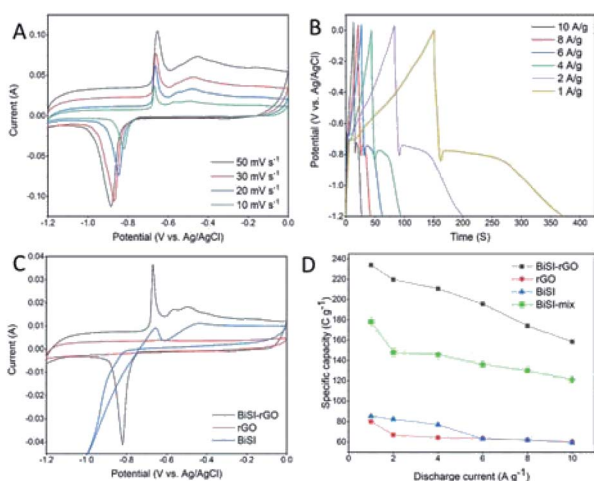 A
0.10
0.05
0.00
-0.05
-0.10
Current (A)
50 mV s⁻¹
30 mV s⁻¹
20 mV s⁻¹
10 mV s⁻¹
-1.2
-1.0
-0.8
-0.6
-0.4
-0.2
0.0
Potential (V vs. Ag/AgCl)
B
Potential (V vs. Ag/AgCl)
0.0
-0.4
-0.8
-1.2
10 A/g
8 A/g
6 A/g
4 A/g
2 A/g
1 A/g
0
50
100
150
200
250
300
350
400
Time (S)
C
0.04
0.03
0.02
0.01
0.00
-0.01
-0.02
-0.03
-0.04
Current (A)
BiSI-rGO
rGO
BiSI
-1.2
-1.0
-0.8
-0.6
-0.4
-0.2
0.0
Potential (V vs. Ag/AgCl)
D
Specific capacity (C g⁻¹)
240
220
200
180
160
140
120
100
80
60
BiSI-rGO
rGO
BiSI
BiSI-mix
0
2
4
6
8
10
Discharge current (A g⁻¹)